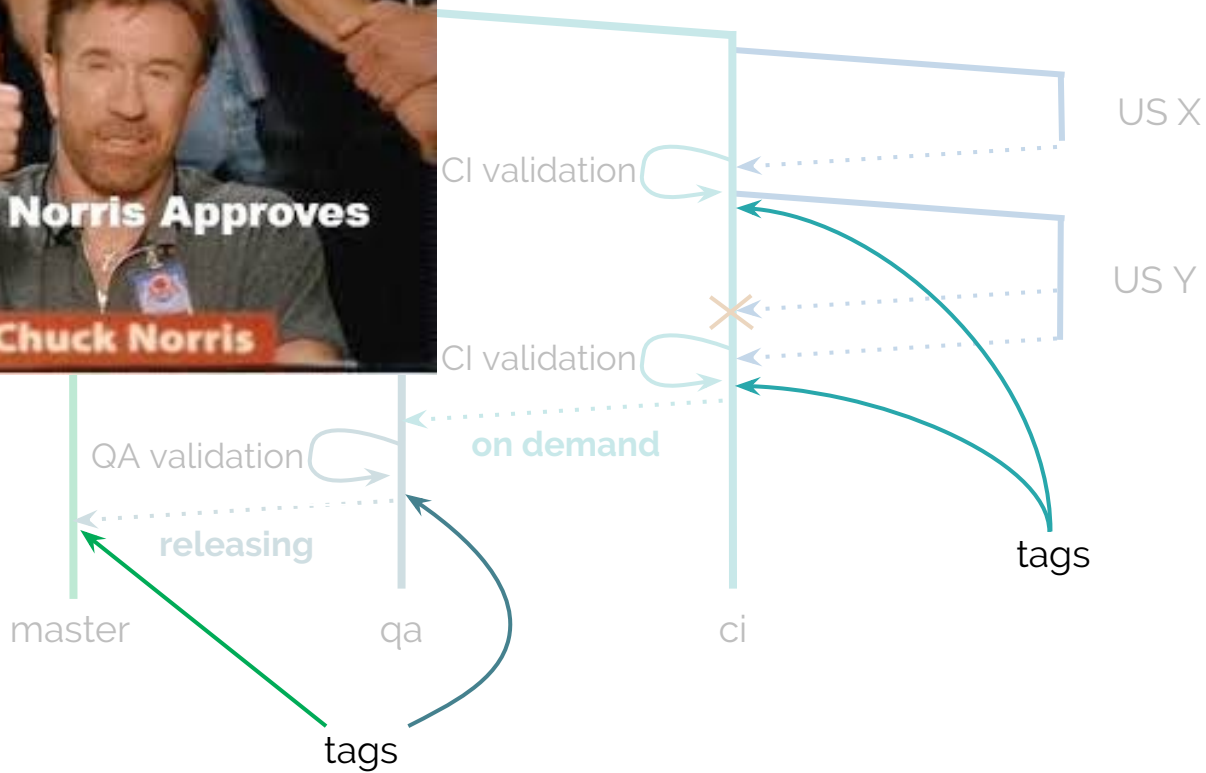 US X
CI validation
Norris Approves
US Y
Chuck Norris
CI validation
on demand
QA validation
releasing
tags
master
qa
ci
tags